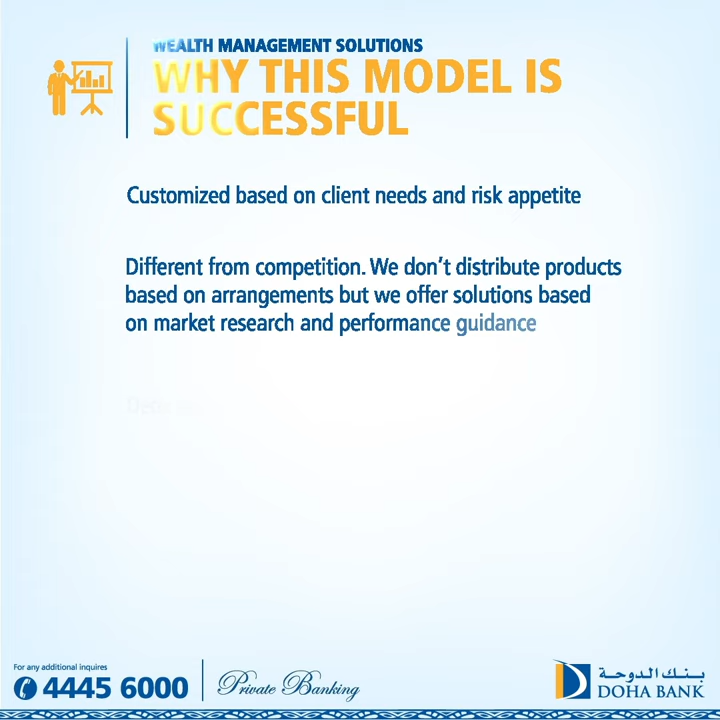 WEALTH MANAGEMENT SOLUTIONS
WHY THIS MODEL IS
SUCCESSFUL
Customized based on client needs and risk appetite
Different from competition. We don't distribute products
based on arrangements but we offer solutions based
on market research and performance guidance
For any additional inquires
4445 6000
Private Banking
بنك الدوحة
DOHA BANK